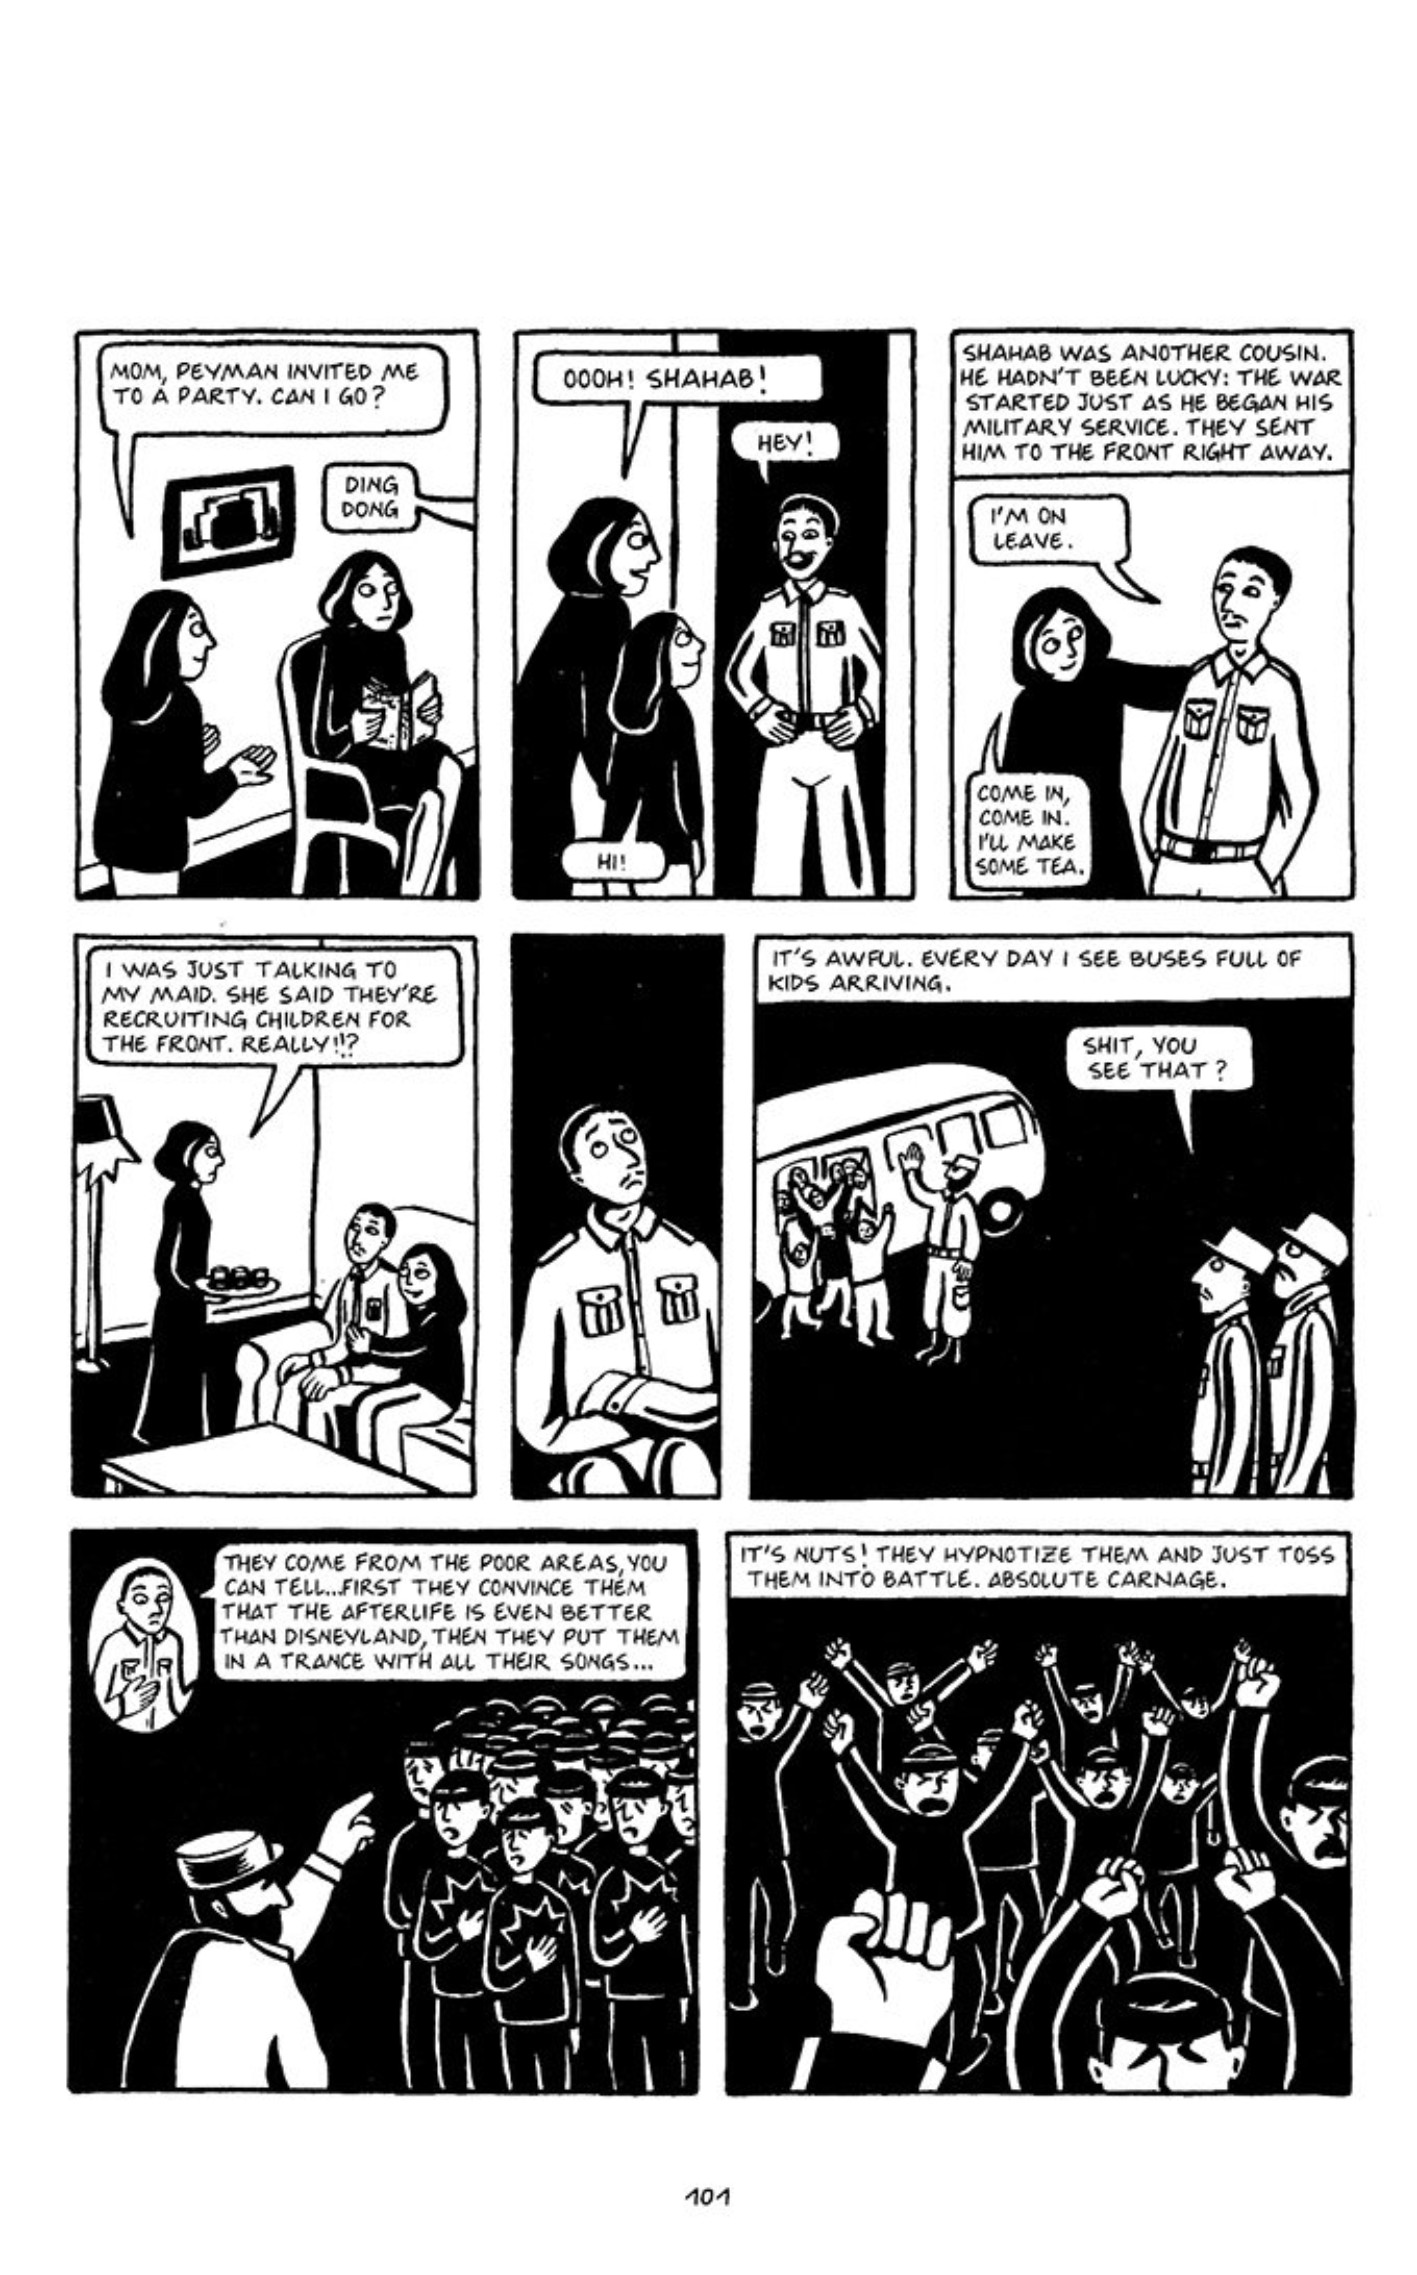 MOM, PEYMAN INVITED ME
TO A PARTY. CAN I GO?
DING
DONG
OOOH! SHAHAB!
HEY!
HI!
SHAHAB WAS ANOTHER COUSIN.
HE HADN'T BEEN LUCKY: THE WAR
STARTED JUST AS HE BEGAN HIS
MILITARY SERVICE. THEY SENT
HIM TO THE FRONT RIGHT AWAY.
I'M ON
LEAVE.
COME IN,
COME IN.
I'LL MAKE
SOME TEA.
I WAS JUST TALKING TO
MY MAID. SHE SAID THEY'RE
RECRUITING CHILDREN FOR
THE FRONT. REALLY!!?
IT'S AWFUL. EVERY DAY I SEE BUSES FULL OF
KIDS ARRIVING.
SHIT, YOU
SEE THAT?
THEY COME FROM THE POOR AREAS, YOU
CAN TELL...FIRST THEY CONVINCE THEM
THAT THE AFTERLIFE IS EVEN BETTER
THAN DISNEYLAND, THEN THEY PUT THEM
IN A TRANCE WITH ALL THEIR SONGS...
IT'S NUTS! THEY HYPNOTIZE THEM AND JUST TOSS
THEM INTO BATTLE. ABSOLUTE CARNAGE.
101